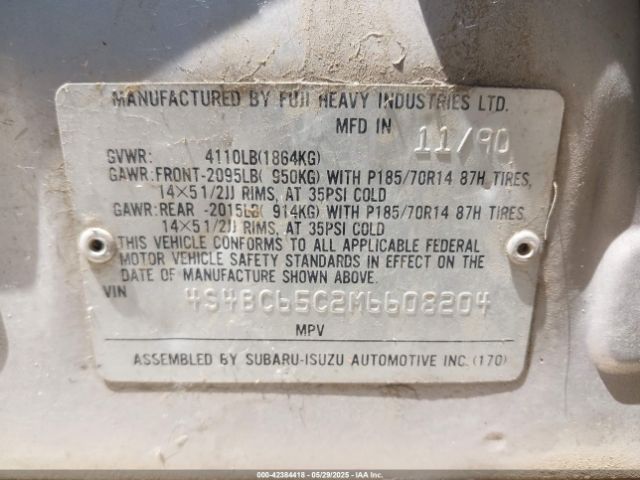 MANUFACTURED BY FUJI HEAVY INDUSTRIES LTD.
MFD IN 11/90
GVWR: 4110LB(1864KG)
GAWR:FRONT-2095LB( 950KG) WITH P185/70R14 87H TIRES,
14×5 1/2JJ RIMS, AT 35PSI COLD
GAWR:REAR -2015LB( 914KG) WITH P185/70R14 87H TIRES
14×5 1/2JJ RIMS, AT 35PSI COLD
THIS VEHICLE CONFORMS TO ALL APPLICABLE FEDERAL
MOTOR VEHICLE SAFETY STANDARDS IN EFFECT ON THE
DATE OF MANUFACTURE SHOWN ABOVE.
VIN 4S4BC65C2M6608204
MPV
ASSEMBLED BY SUBARU-ISUZU AUTOMOTIVE INC.(170)
000-42384418 - 05/29/2025 - IAAI.COM